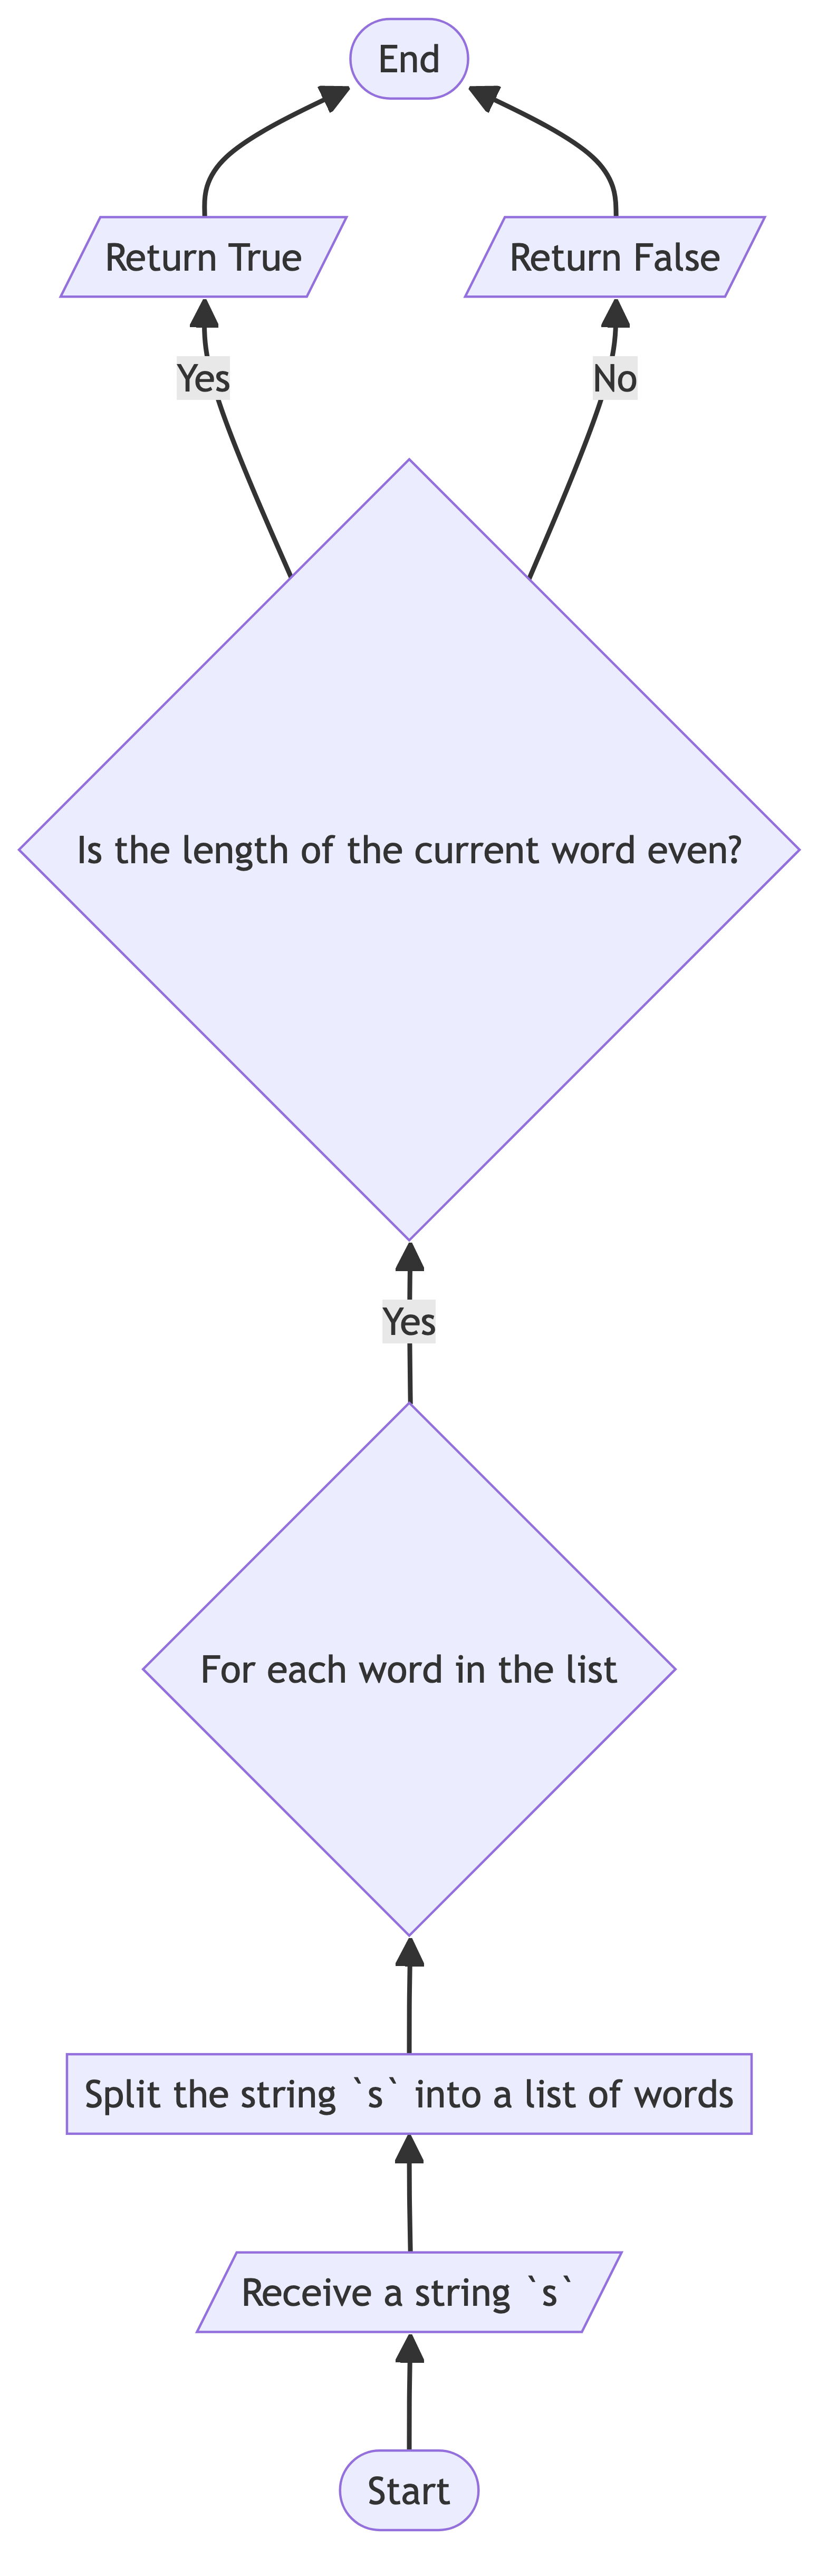 End
Return True
Return False
Yes
No
Is the length of the current word even?
Yes
For each word in the list
Split the string `s` into a list of words
Receive a string `s`
Start